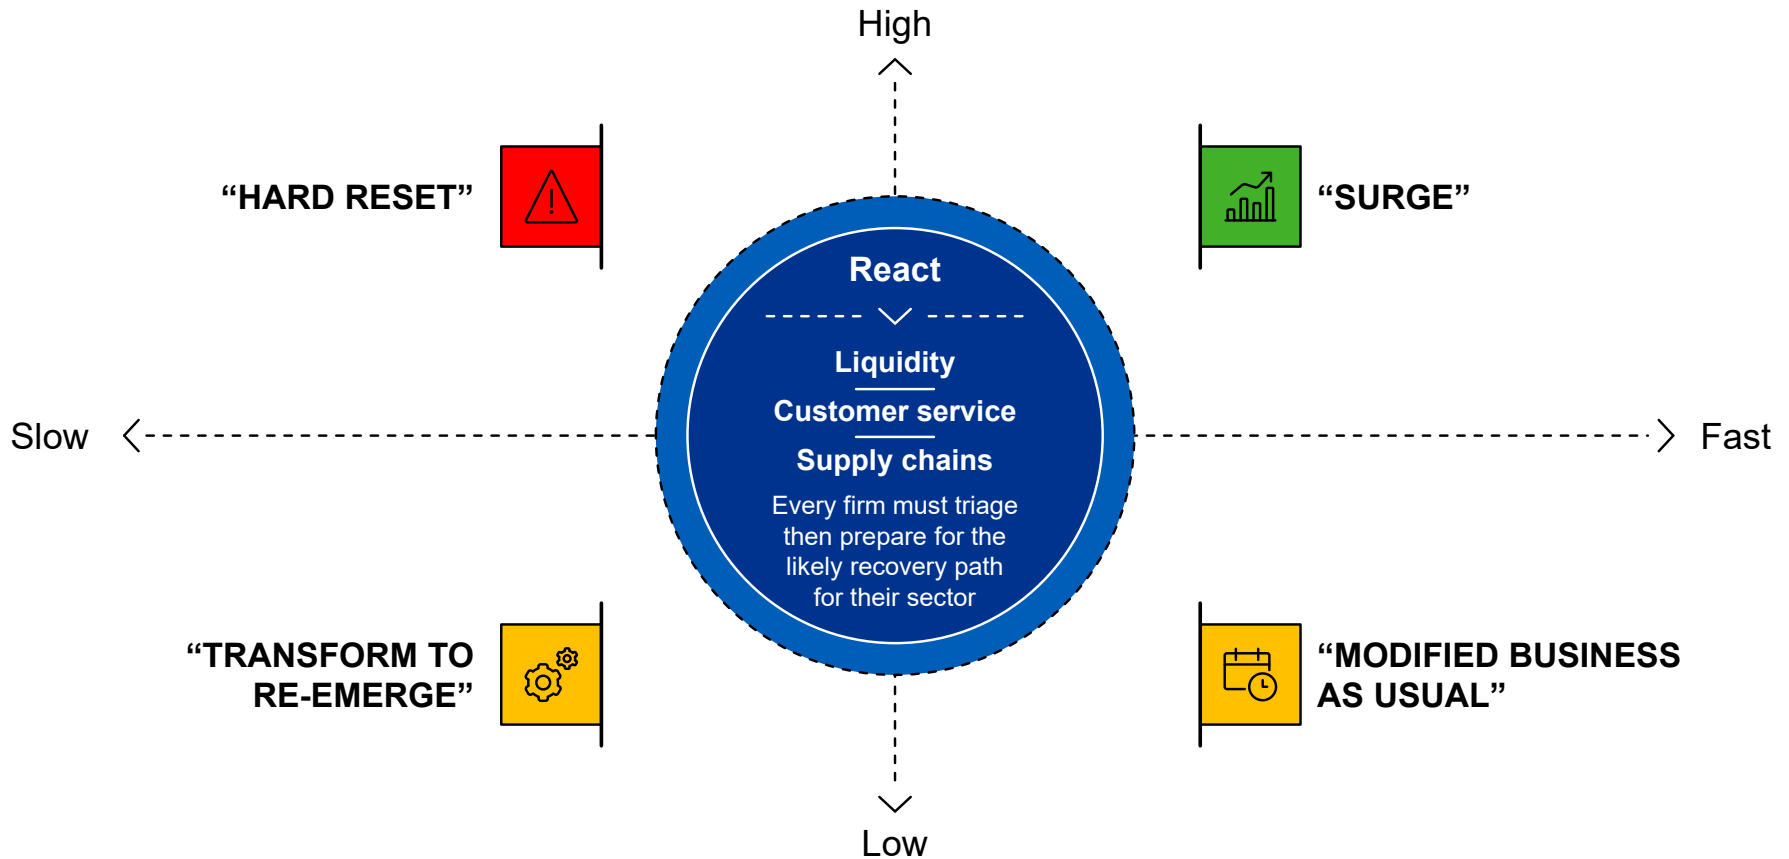 High
“HARD RESET”
“SURGE”
React
Liquidity
Customer service
Supply chains
Every firm must triage
then prepare for the
likely recovery path
for their sector
Slow
Fast
“TRANSFORM TO
RE-EMERGE”
“MODIFIED BUSINESS
AS USUAL”
Low